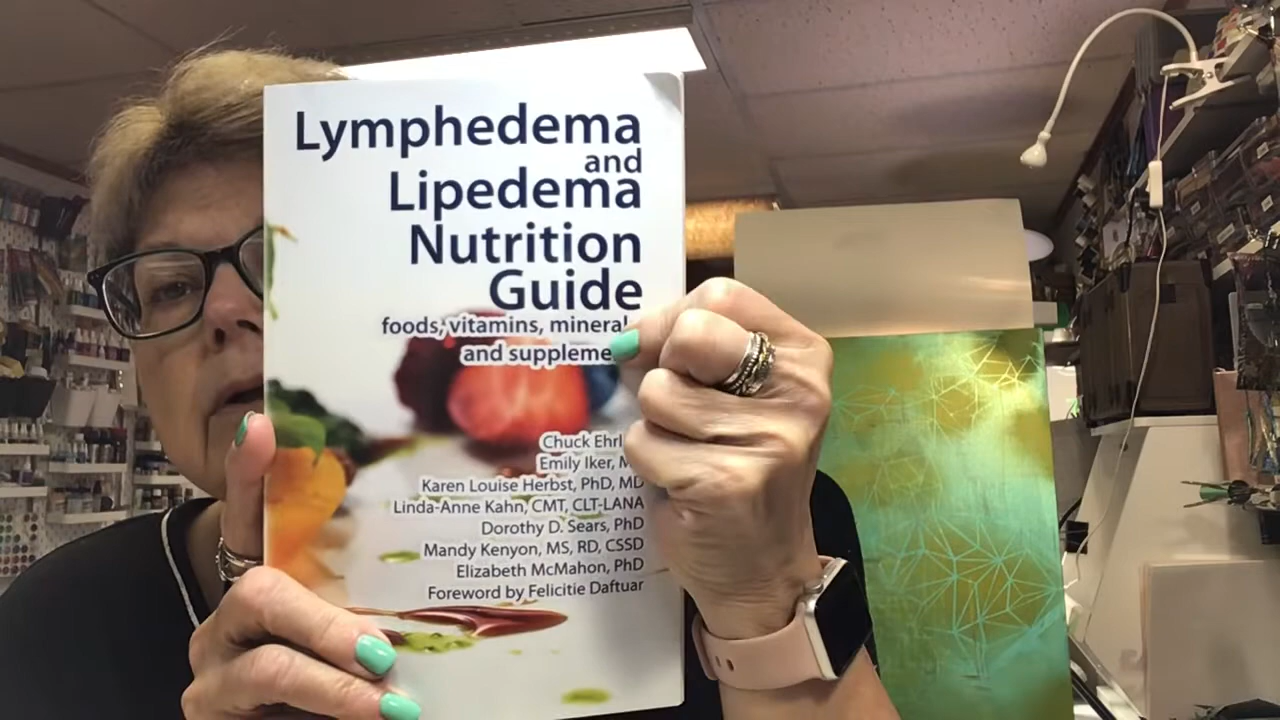 Lymphedema
and
Lipedema
Nutrition
Guide
foods, vitamins, mineral
and suppleme
Chuck Ehrl
Emily Iker, M
Karen Louise Herbst, PhD, MD
Linda-Anne Kahn, CMT, CLT-LANA
Dorothy D. Sears, PhD
Mandy Kenyon, MS, RD, CSSD
Elizabeth McMahon, PhD
Foreword by Felicitie Daftuar